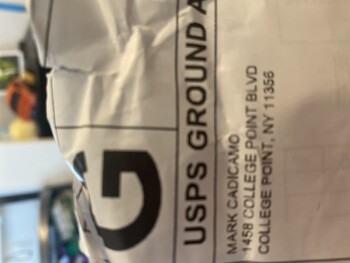 G
USPS GROUND A
MARK CADICAMO
1458 COLLEGE POINT BLVD
COLLEGE POINT, NY 11356